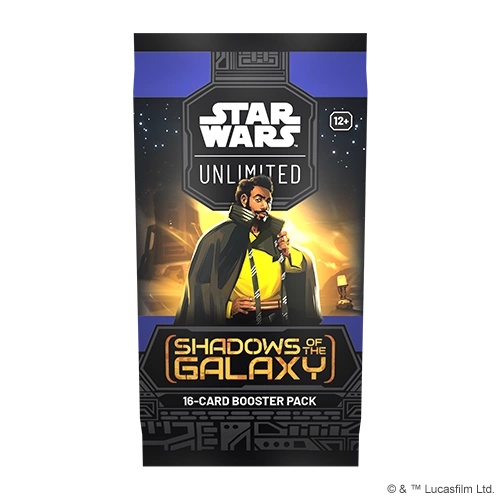 STAR
WARS
UNLIMITED
12+
SHADOWS OF THE
GALAXY
16-CARD BOOSTER PACK
© & ™ Lucasfilm Ltd.